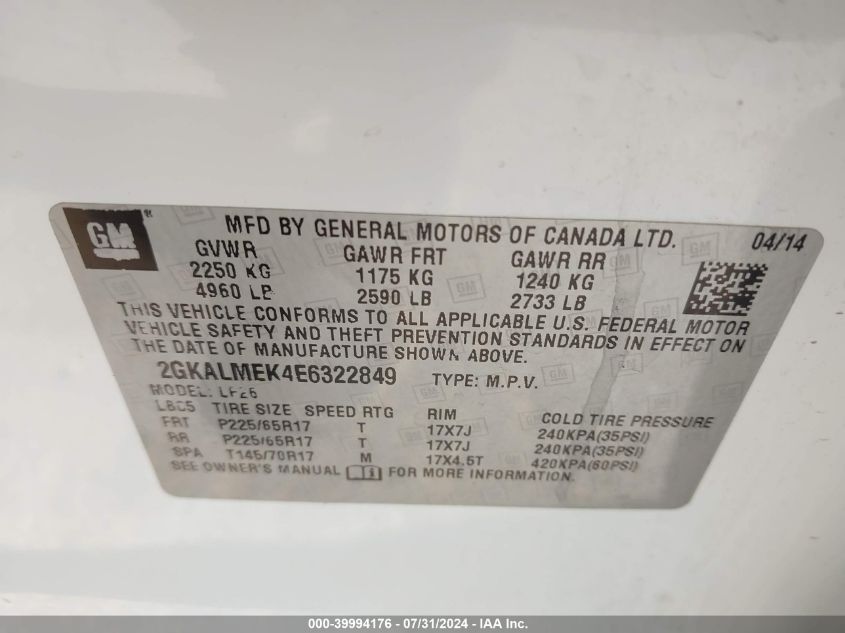 GM ® MFD BY GENERAL MOTORS OF CANADA LTD. 04/14
GVWR GAWR FRT GAWR RR
2250 KG 1175 KG 1240 KG
4960 LB 2590 LB 2733 LB
THIS VEHICLE CONFORMS TO ALL APPLICABLE U.S. FEDERAL MOTOR
VEHICLE SAFETY AND THEFT PREVENTION STANDARDS IN EFFECT ON
THE DATE OF MANUFACTURE SHOWN ABOVE.
2GKALMEK4E6322849 TYPE: M.P.V.
MODEL: LF26
TIRE SIZE SPEED RTG RIM COLD TIRE PRESSURE
FRT P225/65R17 T 17X7J 240KPA(35PSI)
RR P225/65R17 T 17X7J 240KPA(35PSI)
SPA T145/70R17 M 17X4.5T 420KPA(60PSI)
SEE OWNER'S MANUAL FOR MORE INFORMATION.
000-39994176 - 07/31/2024 - IAA Inc.